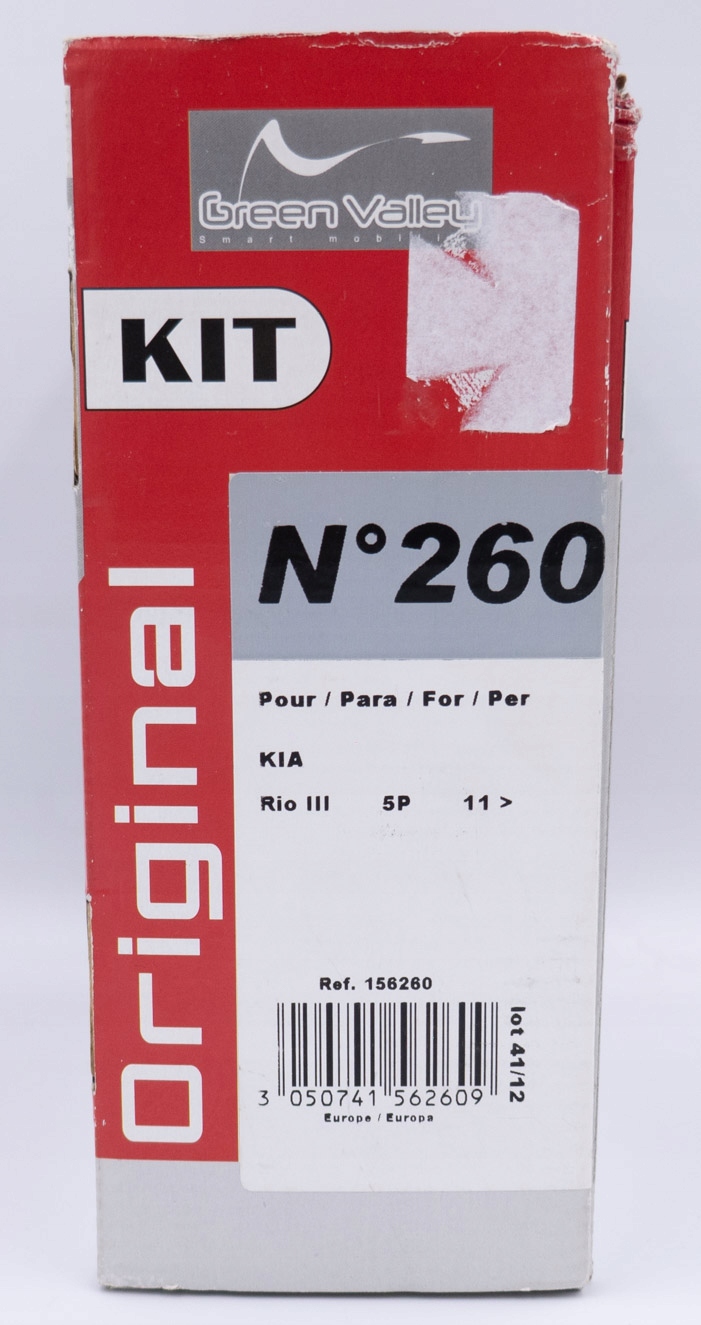 Green Valley
Smart
KIT
N°260
Original
Pour / Para / For / Per
KIA
Rio III 5P 11 >
Ref. 156260
lot 41/12
3 050741 562609
Europe / Europa